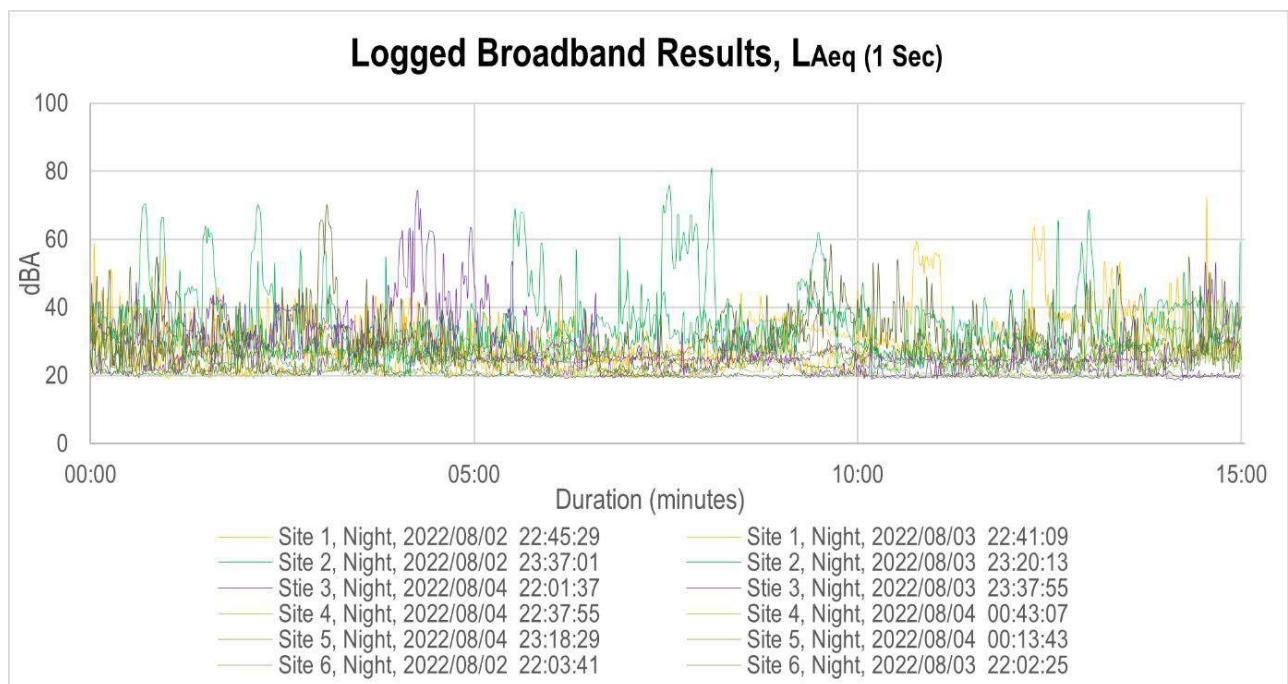 Logged Broadband Results, LAeq (1 Sec)
100
80
60
40
20
0
dBA
00:00 05:00 10:00 15:00
Duration (minutes)
Site 1, Night, 2022/08/02 22:45:29 Site 1, Night, 2022/08/03 22:41:09
Site 2, Night, 2022/08/02 23:37:01 Site 2, Night, 2022/08/03 23:20:13
Stie 3, Night, 2022/08/04 22:01:37 Site 3, Night, 2022/08/03 23:37:55
Site 4, Night, 2022/08/04 22:37:55 Site 4, Night, 2022/08/04 00:43:07
Site 5, Night, 2022/08/04 23:18:29 Site 5, Night, 2022/08/04 00:13:43
Site 6, Night, 2022/08/02 22:03:41 Site 6, Night, 2022/08/03 22:02:25